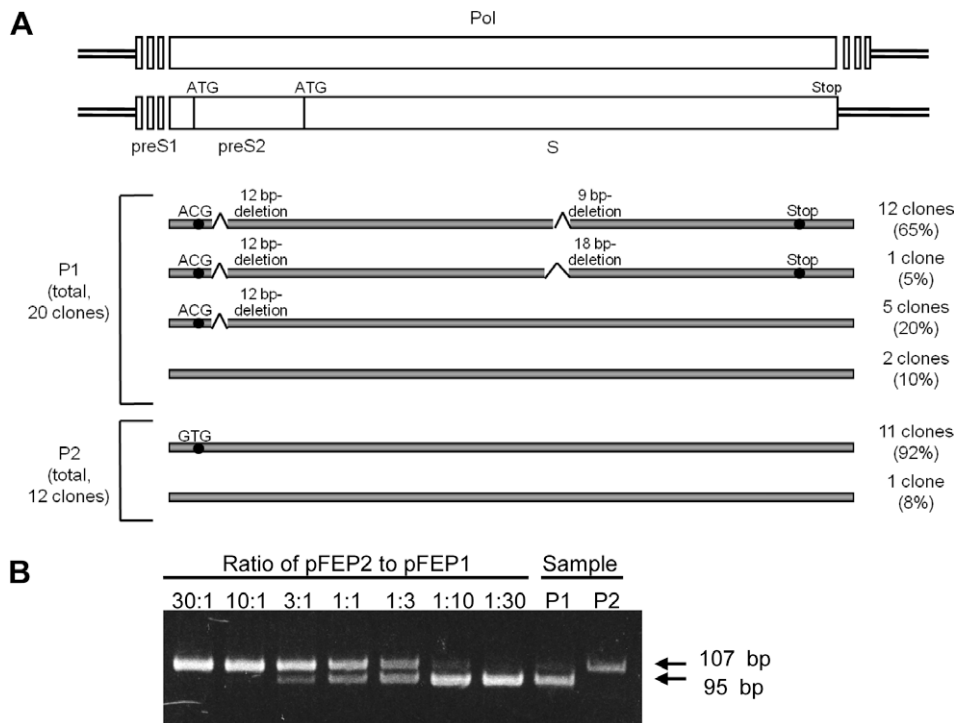 A
Pol
ATG ATG Stop
preS1 preS2 S
P1
(total,
20 clones)
ACG 12 bp-
deletion 9 bp-
deletion Stop 12 clones
(65%)
ACG 12 bp-
deletion 18 bp-
deletion Stop 1 clone
(5%)
ACG 12 bp-
deletion 5 clones
(20%)
2 clones
(10%)
P2
(total,
12 clones)
GTG 11 clones
(92%)
1 clone
(8%)
B
Ratio of pFEP2 to pFEP1 Sample
30:1 10:1 3:1 1:1 1:3 1:10 1:30 P1 P2
107 bp
95 bp